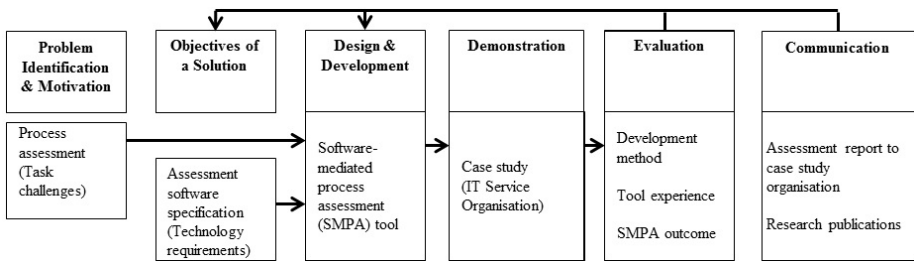 Problem
Identification
& Motivation
Objectives of
a Solution
Design &
Development
Demonstration
Evaluation
Communication
Process
assessment
(Task
challenges)
Assessment
software
specification
(Technology
requirements)
Software-
mediated
process
assessment
(SMPA) tool
Case study
(IT Service
Organisation)
Development
method
Tool experience
SMPA outcome
Assessment report to
case study
organisation
Research publications